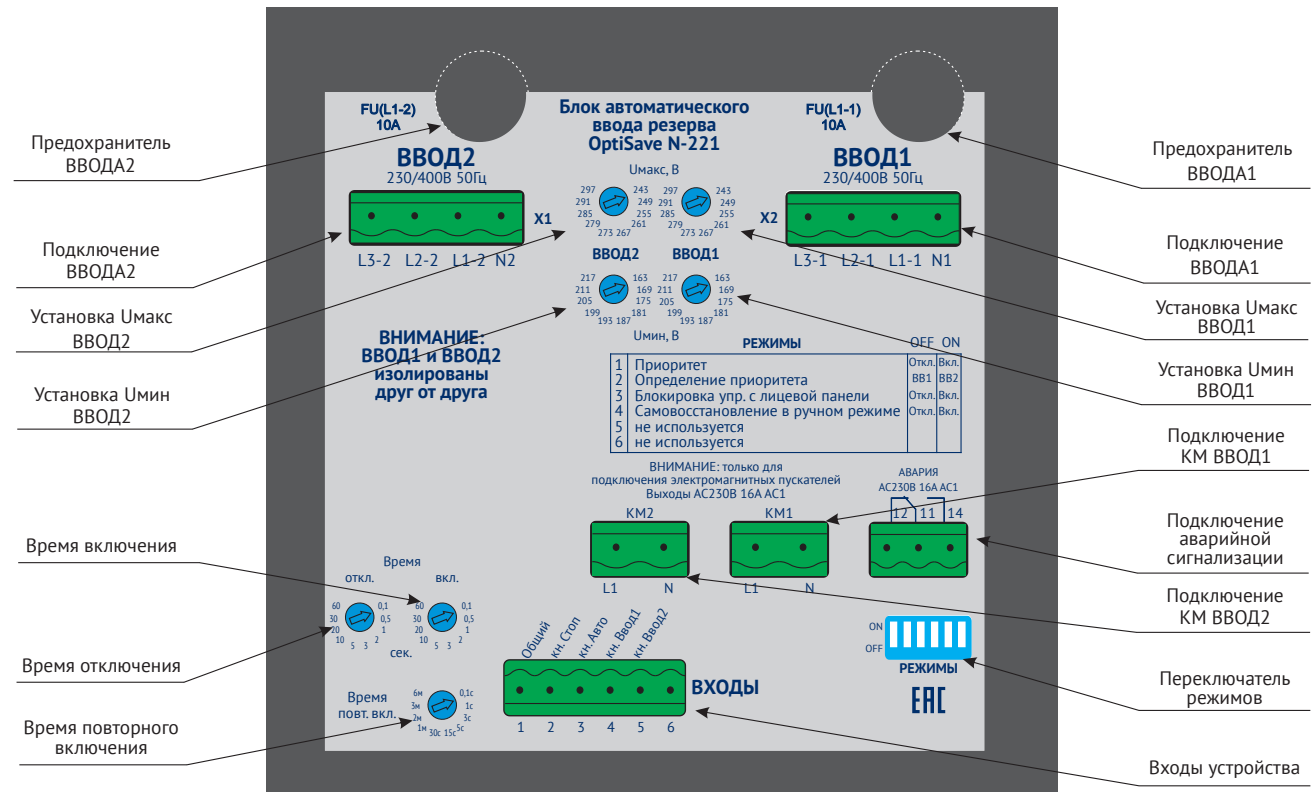 Предохранитель
ВВОДА2
Подключение
ВВОДА2
Установка Uмакс
ВВОД2
Установка Uмин
ВВОД2
Время включения
Время отключения
Время повторного
включения
FU(L1-2)
10А
ВВОД2
230/400В 50Гц
X1
L3-2 L2-2 L1-2 N2
Блок автоматического
ввода резерва
OptiSave N-221
Uмакс, В
297 243
291 249
285 255
279 261
273 267
297 243
291 249
285 255
279 261
273 267
ВВОД2 ВВОД1
217 163
211 169
205 175
199 181
193 187
217 163
211 169
205 175
199 181
193 187
Uмин, В
FU(L1-1)
10А
ВВОД1
230/400В 50Гц
X2
L3-1 L2-1 L1-1 N1
ВНИМАНИЕ:
ВВОД1 и ВВОД2
изолированы
друг от друга
РЕЖИМЫ OFF ON
1 Приоритет Откл. Вкл.
2 Определение приоритета ВВ1 ВВ2
3 Блокировка упр. с лицевой панели Откл. Вкл.
4 Самовосстановление в ручном режиме Откл. Вкл.
5 не используется
6 не используется
ВНИМАНИЕ: только для
подключения электромагнитных пускателей
Выходы АС230В 16А АС1
КМ2 КМ1
L1 N L1 N
АВАРИЯ
АС230В 16А АС1
12 11 14
Время
откл. вкл.
60 0,1
30 0,5
20 1
10 2
5 3
60 0,1
30 0,5
20 1
10 2
5 3
сек.
Время
повт. вкл.
6м 0,1с
3м 1с
2м 3с
1м 5с
30с 15с
Общий
кн. Стоп
кн. Авто
кн. Ввод1
кн. Ввод2
ВХОДЫ
1 2 3 4 5 6
ON
OFF
РЕЖИМЫ
EAC
Предохранитель
ВВОДА1
Подключение
ВВОДА1
Установка Uмакс
ВВОД1
Установка Uмин
ВВОД1
Подключение
КМ ВВОД1
Подключение
аварийной
сигнализации
Подключение
КМ ВВОД2
Переключатель
режимов
Входы устройства